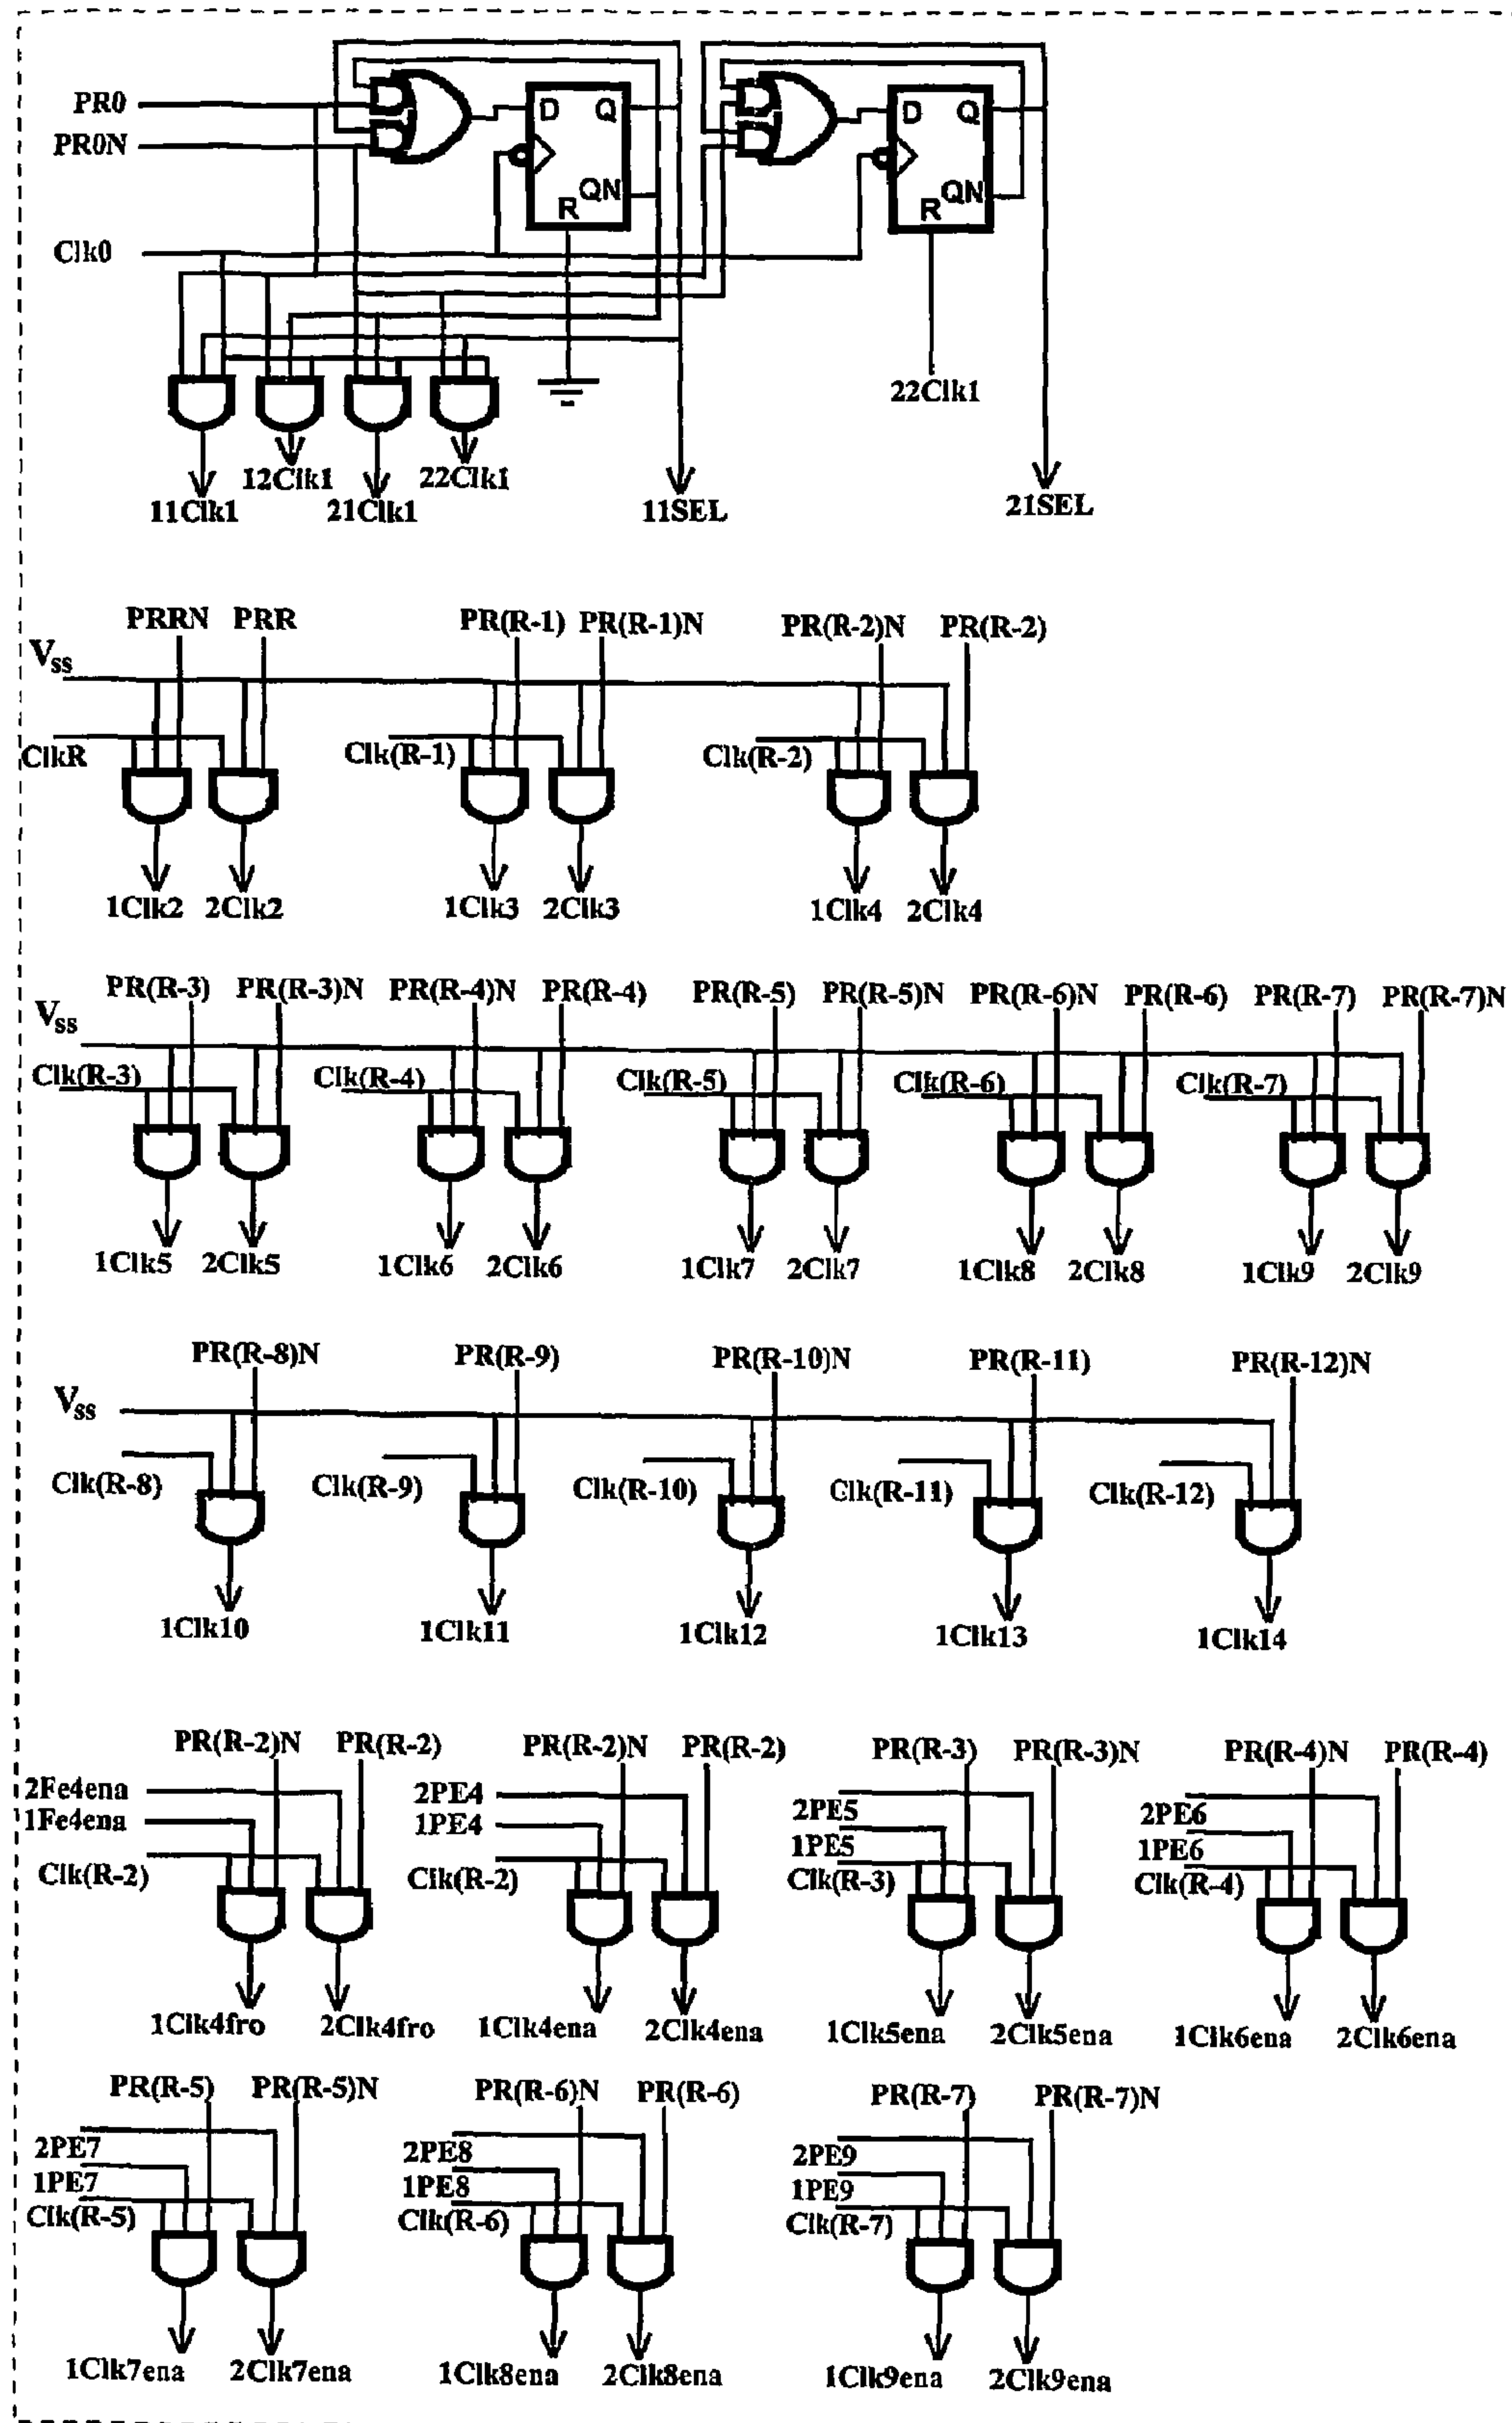 PR0
PR0N
Clk0
D Q D Q
QN QN
R R
22Clk1
12Clk1 22Clk1
11Clk1 21Clk1 11SEL 21SEL
PRRN PRR PR(R-1) PR(R-1)N PR(R-2)N PR(R-2)
Vss
ClkR Clk(R-1) Clk(R-2)
1Clk2 2Clk2 1Clk3 2Clk3 1Clk4 2Clk4
PR(R-3) PR(R-3)N PR(R-4)N PR(R-4) PR(R-5) PR(R-5)N PR(R-6)N PR(R-6) PR(R-7) PR(R-7)N
Vss
Clk(R-3) Clk(R-4) Clk(R-5) Clk(R-6) Clk(R-7)
1Clk5 2Clk5 1Clk6 2Clk6 1Clk7 2Clk7 1Clk8 2Clk8 1Clk9 2Clk9
PR(R-8)N PR(R-9) PR(R-10)N PR(R-11) PR(R-12)N
Vss
Clk(R-8) Clk(R-9) Clk(R-10) Clk(R-11) Clk(R-12)
1Clk10 1Clk11 1Clk12 1Clk13 1Clk14
PR(R-2)N PR(R-2) PR(R-2)N PR(R-2) PR(R-3) PR(R-3)N PR(R-4)N PR(R-4)
2Fe4ena 2PE4 2PE5 2PE6
1Fe4ena 1PE4 1PE5 1PE6
Clk(R-2) Clk(R-2) Clk(R-3) Clk(R-4)
1Clk4fro 2Clk4fro 1Clk4ena 2Clk4ena 1Clk5ena 2Clk5ena 1Clk6ena 2Clk6ena
PR(R-5) PR(R-5)N PR(R-6)N PR(R-6) PR(R-7) PR(R-7)N
2PE7 2PE8 2PE9
1PE7 1PE8 1PE9
Clk(R-5) Clk(R-6) Clk(R-7)
1Clk7ena 2Clk7ena 1Clk8ena 2Clk8ena 1Clk9ena 2Clk9ena